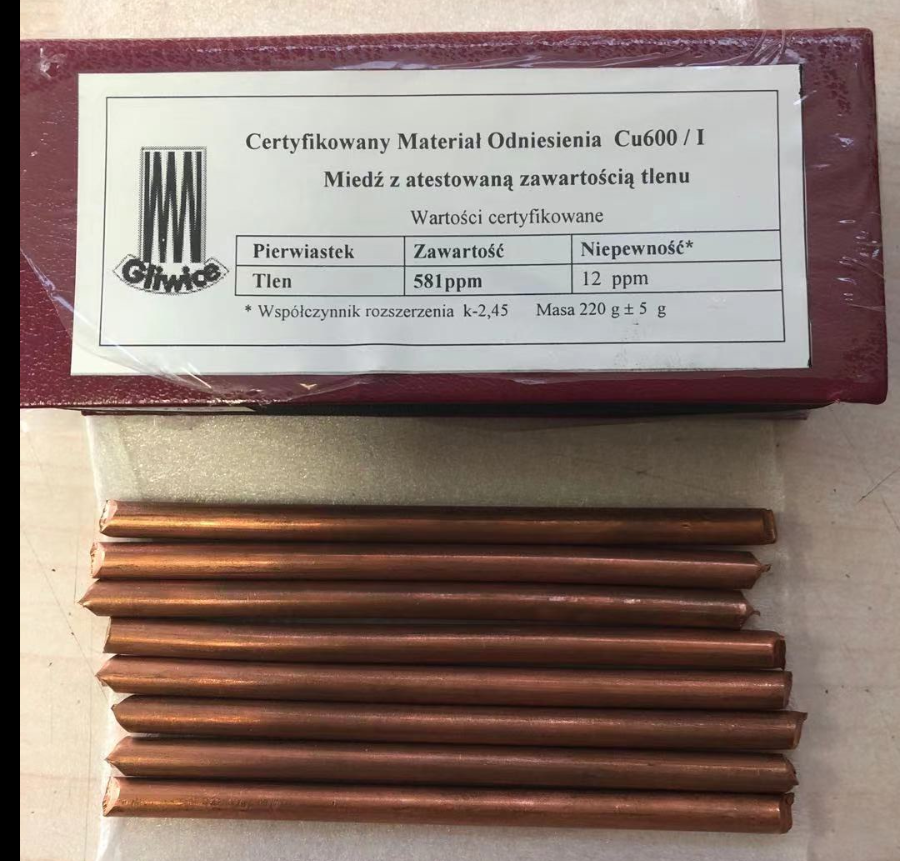 Certyfikowany Materiał Odniesienia Cu600 / I
Miedź z atestowaną zawartością tlenu
Wartości certyfikowane
Pierwiastek Zawartość Niepewność*
Tlen 581ppm 12 ppm
* Współczynnik rozszerzenia k-2,45 Masa 220 g ± 5 g
Gliwice